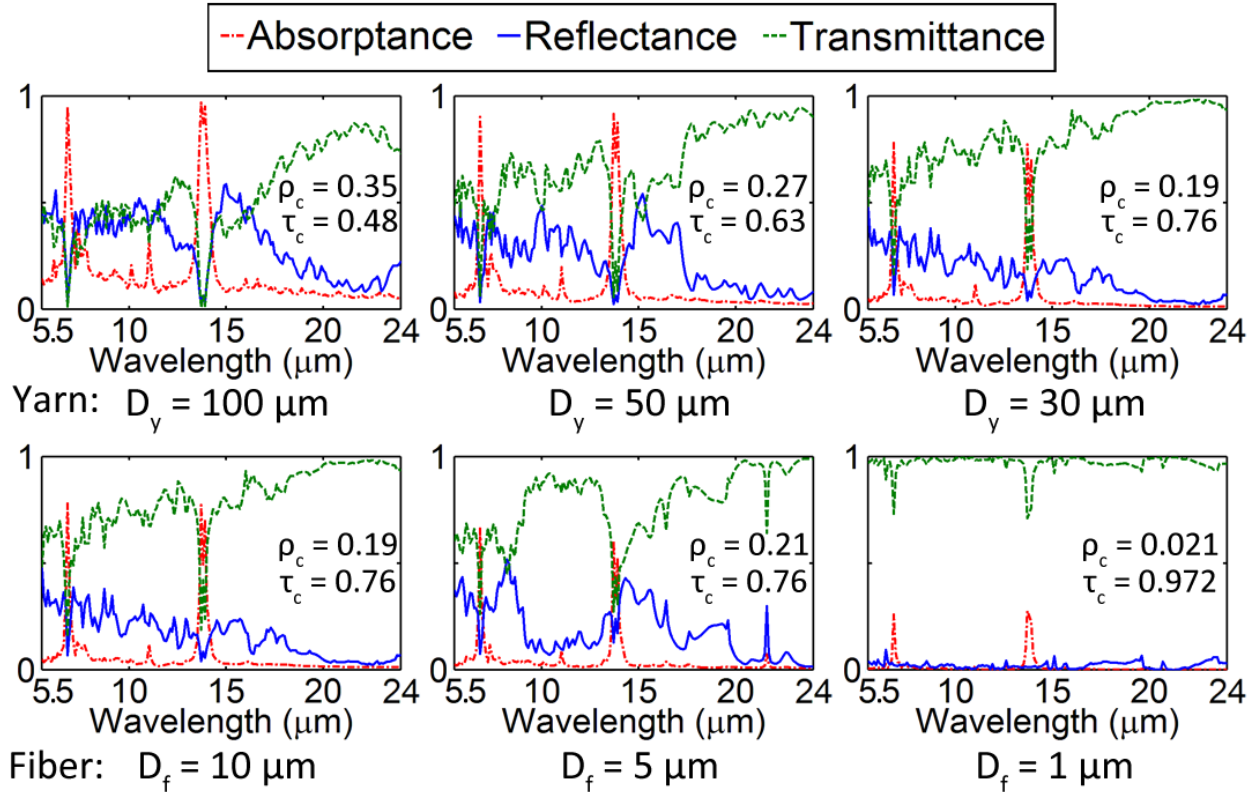 Absorptance Reflectance Transmittance
1 1 1
ρc = 0.35 ρc = 0.27 ρc = 0.19
τc = 0.48 τc = 0.63 τc = 0.76
0 0 0
5.5 10 15 20 24 5.5 10 15 20 24 5.5 10 15 20 24
Wavelength (μm) Wavelength (μm) Wavelength (μm)
Yarn: Dy = 100 μm Dy = 50 μm Dy = 30 μm
1 1 1
ρc = 0.19 ρc = 0.21 ρc = 0.021
τc = 0.76 τc = 0.76 τc = 0.972
0 0 0
5.5 10 15 20 24 5.5 10 15 20 24 5.5 10 15 20 24
Wavelength (μm) Wavelength (μm) Wavelength (μm)
Fiber: Df = 10 μm Df = 5 μm Df = 1 μm